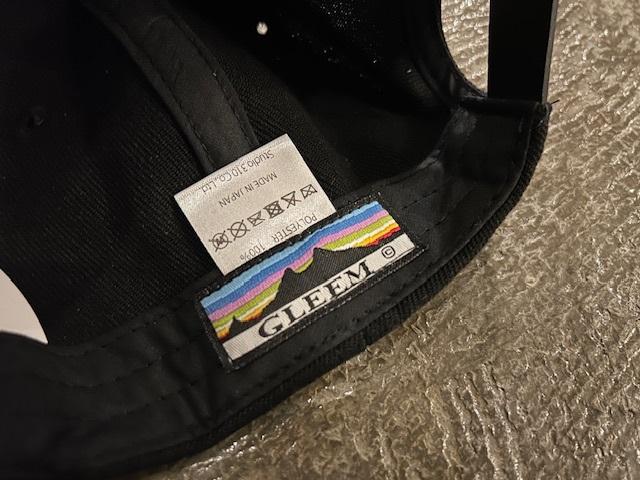 POLYESTER 100%
MADE IN JAPAN
Studio 310 Co., Ltd.
GLEEM ©